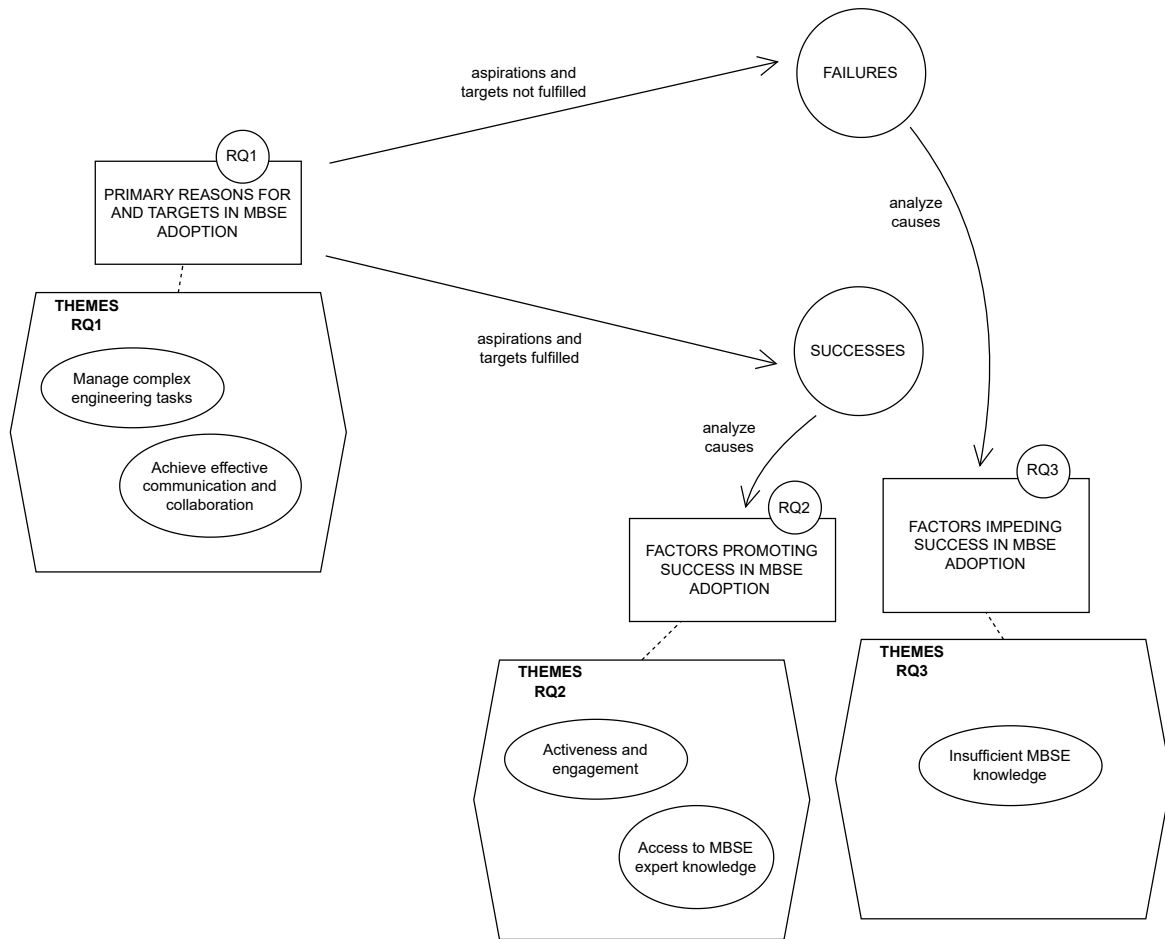 FAILURES
aspirations and
targets not fulfilled
RQ1
PRIMARY REASONS FOR
AND TARGETS IN MBSE
ADOPTION
analyze
causes
THEMES
RQ1
Manage complex
engineering tasks
Achieve effective
communication and
collaboration
aspirations and
targets fulfilled
SUCCESSES
analyze
causes
RQ2
FACTORS PROMOTING
SUCCESS IN MBSE
ADOPTION
RQ3
FACTORS IMPEDING
SUCCESS IN MBSE
ADOPTION
THEMES
RQ2
Activeness and
engagement
Access to MBSE
expert knowledge
THEMES
RQ3
Insufficient MBSE
knowledge